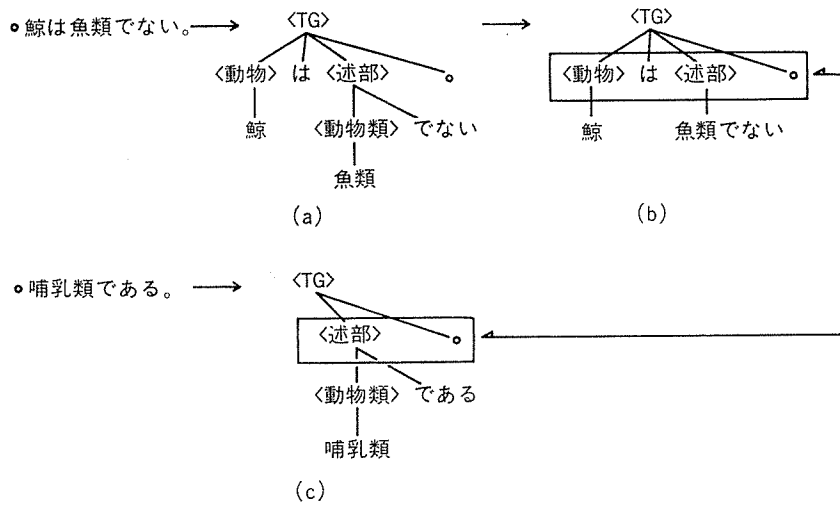 ∘鯨は魚類でない。→ <TG> → <TG>
<動物> は <述部> 。 <動物> は <述部> 。
鯨 <動物類> でない 鯨 魚類でない
魚類
(a) (b)
∘哺乳類である。→ <TG>
<述部> 。
<動物類> である
哺乳類
(c)